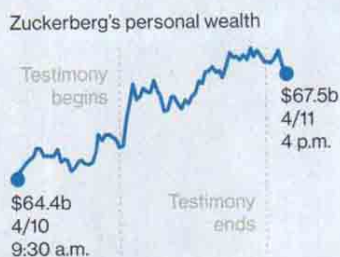 Zuckerberg's personal wealth
Testimony
begins
$67.5b
4/11
4 p.m.
$64.4b
4/10
9:30 a.m.
Testimony
ends